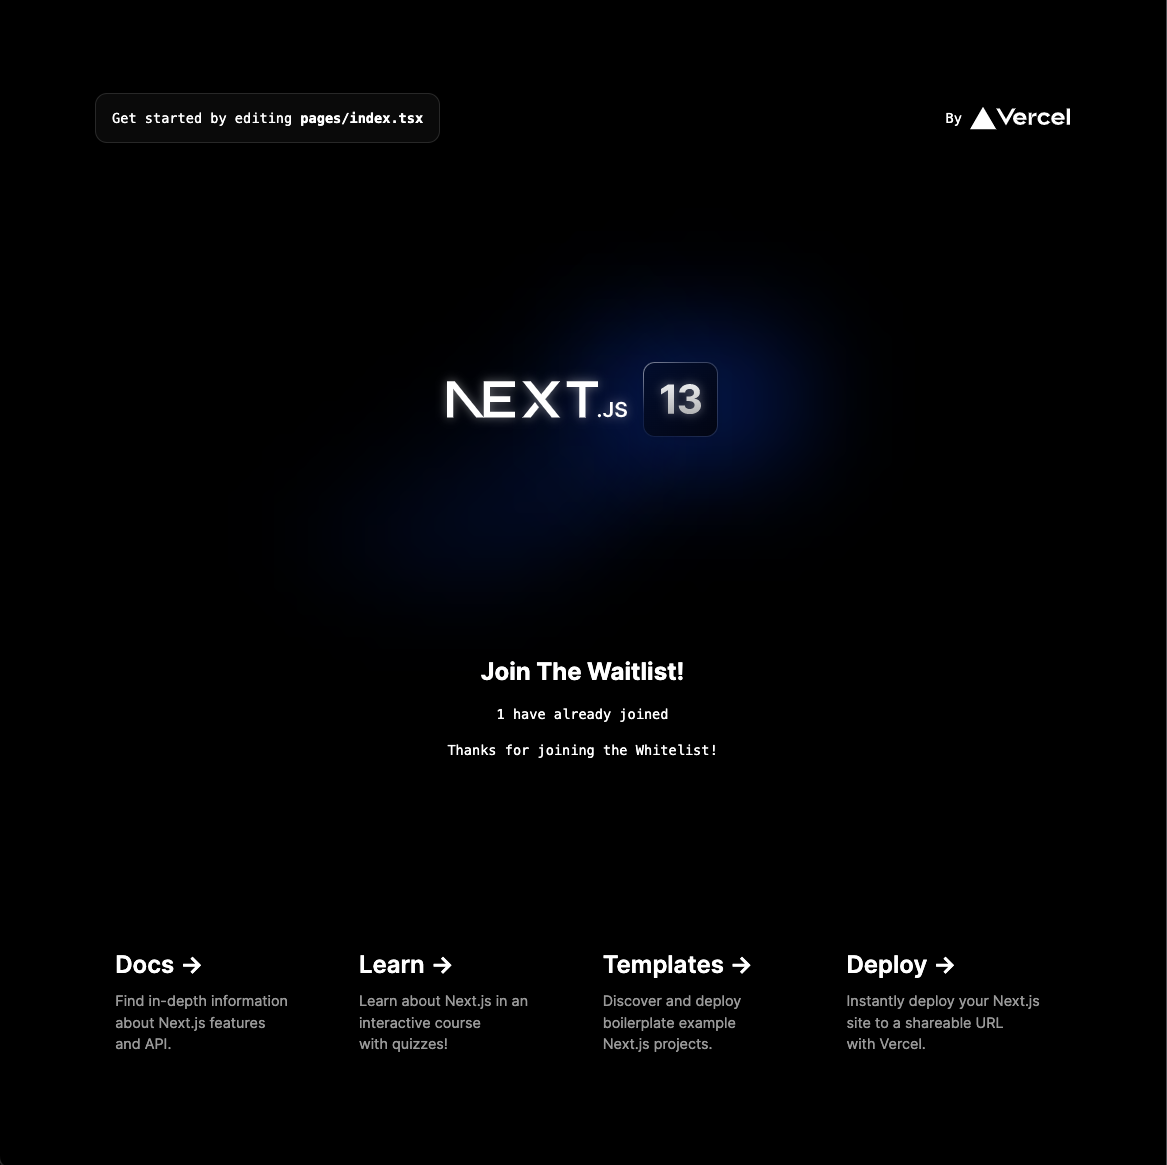 Get started by editing pages/index.tsx
By Vercel
NEXT.JS 13
Join The Waitlist!
1 have already joined
Thanks for joining the Whitelist!
Docs →
Find in-depth information
about Next.js features
and API.
Learn →
Learn about Next.js in an
interactive course
with quizzes!
Templates →
Discover and deploy
boilerplate example
Next.js projects.
Deploy →
Instantly deploy your Next.js
site to a shareable URL
with Vercel.